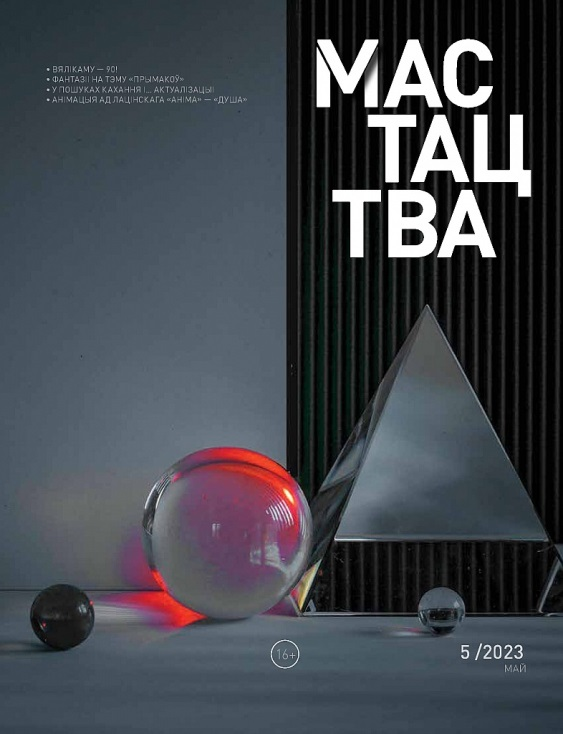 • ВЯЛІКАМУ — 90!
• ФАНТАЗІІ НА ТЭМУ «ПРЫМАКОЎ»
• У ПОШУКАХ КАХАННЯ І... АКТУАЛІЗАЦЫІ
• АНІМАЦЫЯ АД ЛАЦІНСКАГА «АНІМА» — «ДУША»
МАС
ТАЦ
ТВА
16+
5 /2023
МАЙ